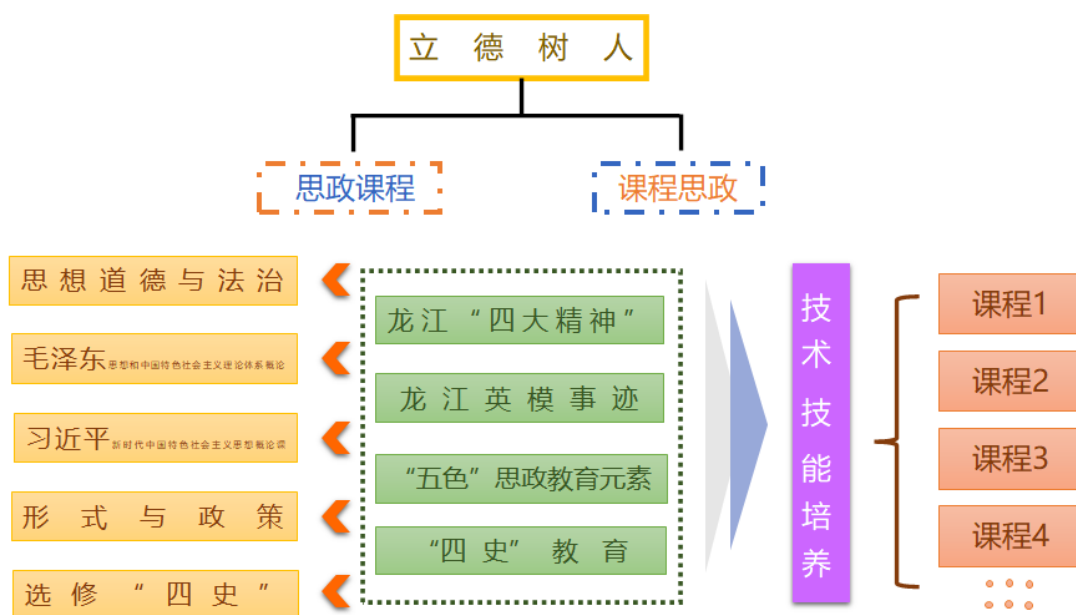 立德树人
思政课程
课程思政
思想道德与法治
毛泽东思想和中国特色社会主义理论体系概论
习近平新时代中国特色社会主义思想概论课
形式与政策
选修“四史”
龙江“四大精神”
龙江英模事迹
“五色”思政教育元素
“四史”教育
技术技能培养
课程1
课程2
课程3
课程4